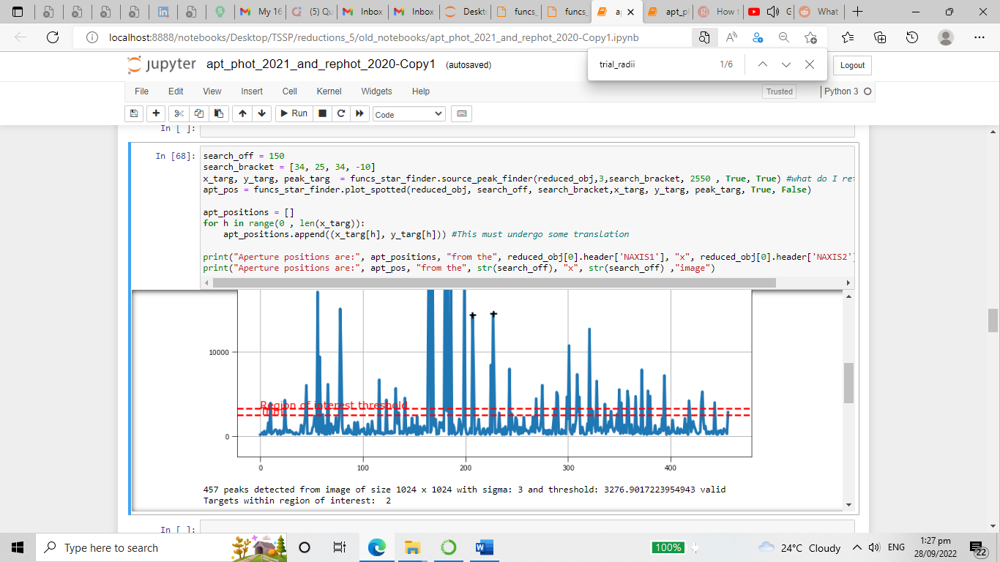 My 16
(5) Qu
Inbox
Inbox
Deskto
funcs_
funcs_
a
apt_p
How t
G
What
localhost:8888/notebooks/Desktop/TSSP/reductions_5/old_notebooks/apt_phot_2021_and_rephot_2020-Copy1.ipynb
trial_radii 1/6
jupyter apt_phot_2021_and_rephot_2020-Copy1 (autosaved)
Logout
File Edit View Insert Cell Kernel Widgets Help
Trusted
Python 3
Run
Code
In [ ]:
In [68]:
search_off = 150
search_bracket = [34, 25, 34, -10]
x_targ, y_targ, peak_targ = funcs_star_finder.source_peak_finder(reduced_obj,3,search_bracket, 2550 , True, True) #what do I ret
apt_pos = funcs_star_finder.plot_spotted(reduced_obj, search_off, search_bracket,x_targ, y_targ, peak_targ, True, False)
apt_positions = []
for h in range(0 , len(x_targ)):
apt_positions.append((x_targ[h], y_targ[h])) #This must undergo some translation
print("Aperture positions are:", apt_positions, "from the", reduced_obj[0].header['NAXIS1'], "x", reduced_obj[0].header['NAXIS2']
print("Aperture positions are:", apt_pos, "from the", str(search_off), "x", str(search_off) ,"image")
10000
Region of interest threshold
0
0 100 200 300 400
457 peaks detected from image of size 1024 x 1024 with sigma: 3 and threshold: 3276.9017223954943 valid
Targets within region of interest: 2
In [ ]:
Type here to search
100%
24°C Cloudy
ENG
1:27 pm
28/09/2022
22